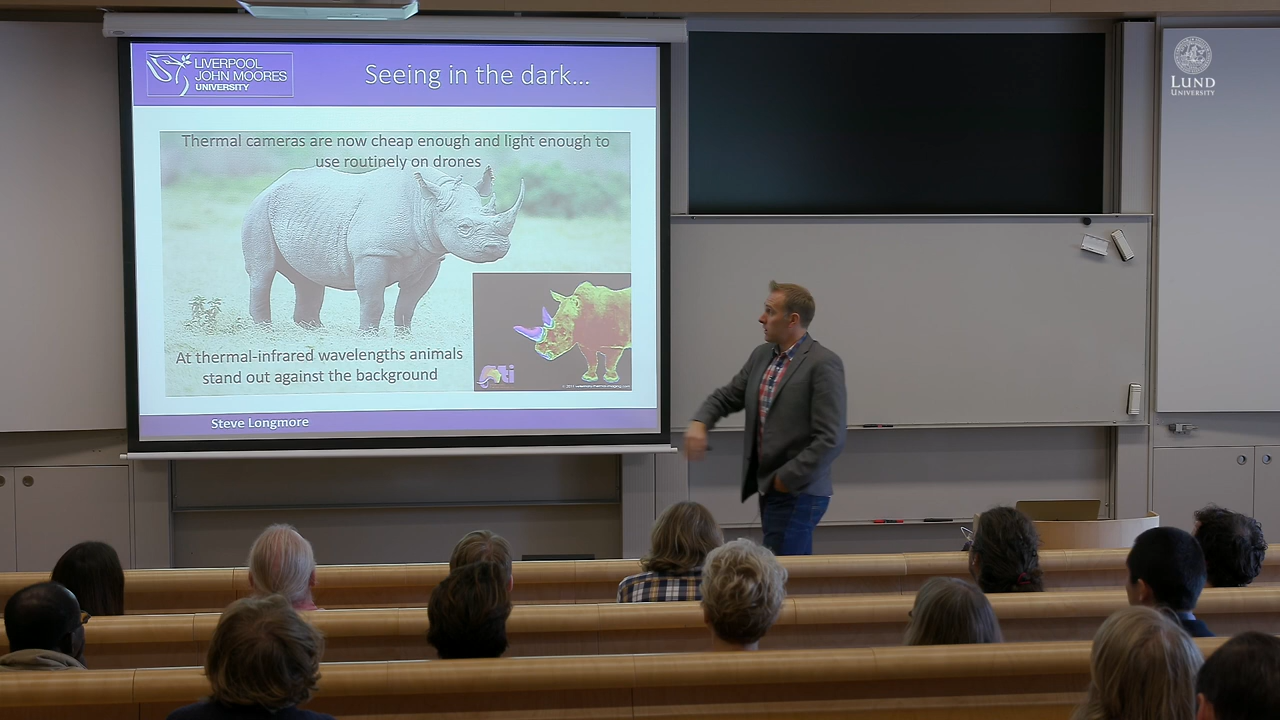 LIVERPOOL
JOHN MOORES
UNIVERSITY
Seeing in the dark...
Thermal cameras are now cheap enough and light enough to
use routinely on drones
At thermal-infrared wavelengths animals
stand out against the background
Steve Longmore
LUND
UNIVERSITY